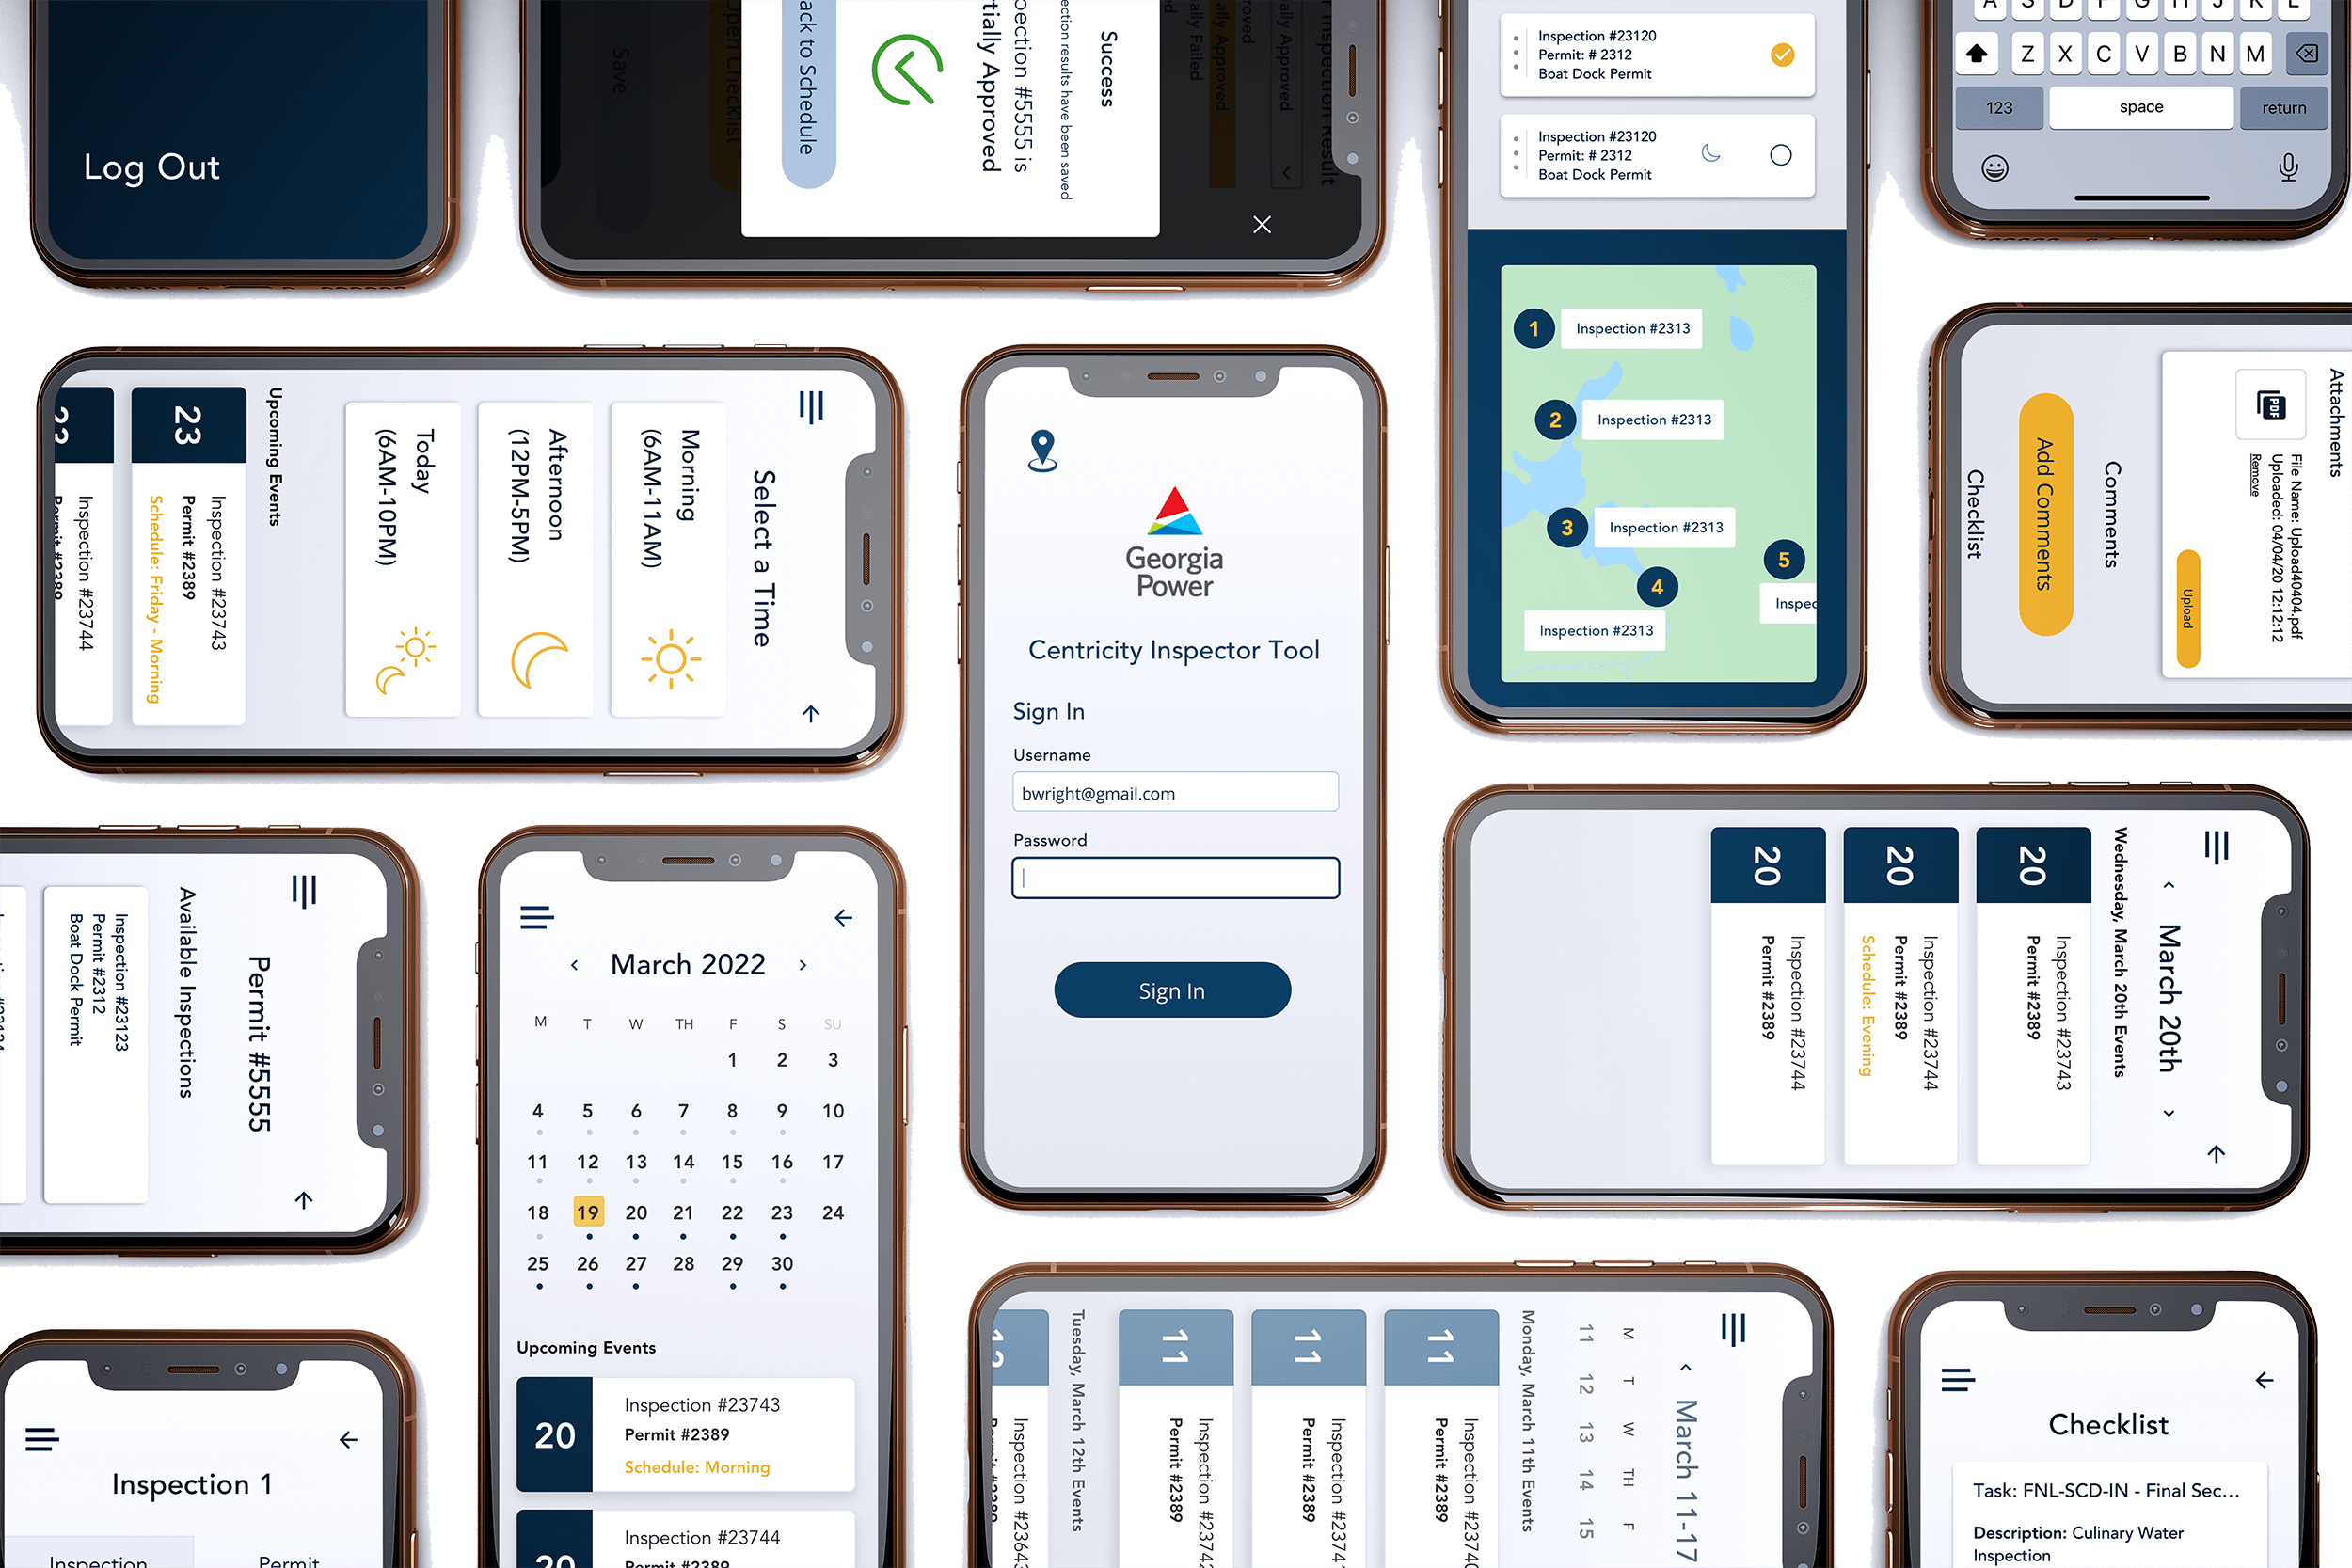 Log Out
Success
ection results have been saved
pection #5555 is
tially Approved
ack to Schedule
r Inspection Result
ally Approved
oved
ally Approved
ally Failed
Open Checklist
Save
Inspection #23120
Permit: # 2312
Boat Dock Permit
Inspection #23120
Permit: # 2312
Boat Dock Permit
1 Inspection #2313
2 Inspection #2313
3 Inspection #2313
4
Inspection #2313
5
Inspec
A S D F G H J K L
Z X C V B N M
123 space return
Select a Time
Morning
(6AM-11AM)
Afternoon
(12PM-5PM)
Today
(6AM-10PM)
Upcoming Events
23
Inspection #23743
Permit #2389
Schedule: Friday - Morning
23
Inspection #23744
Permit #2389
Georgia
Power
Centricity Inspector Tool
Sign In
Username
bwright@gmail.com
Password
Sign In
Attachments
PDF
File Name: Upload40404.pdf
Uploaded: 04/04/20 12:12:12
Remove
Upload
Comments
Add Comments
Checklist
Permit #5555
Available Inspections
Inspection #23123
Permit #2312
Boat Dock Permit
March 2022
M T W TH F S SU
1 2 3
4 5 6 7 8 9 10
11 12 13 14 15 16 17
18 19 20 21 22 23 24
25 26 27 28 29 30
Upcoming Events
20
Inspection #23743
Permit #2389
Schedule: Morning
20
Inspection #23744
Permit #2389
March 20th
Wednesday, March 20th Events
20
Inspection #23743
Permit #2389
20
Inspection #23744
Permit #2389
Schedule: Evening
20
Inspection #23744
Permit #2389
Inspection 1
Inspection
Permit
March 11-17
M T W TH F
11 12 13 14 15
Monday, March 11th Events
11
Inspection #23740
Permit #2389
11
Inspection #2374
Permit #2389
11
Inspection #23742
Permit #2389
Tuesday, March 12th Events
12
Inspection #2364
Permit #2389
Checklist
Task: FNL-SCD-IN - Final Sec...
Description: Culinary Water
Inspection